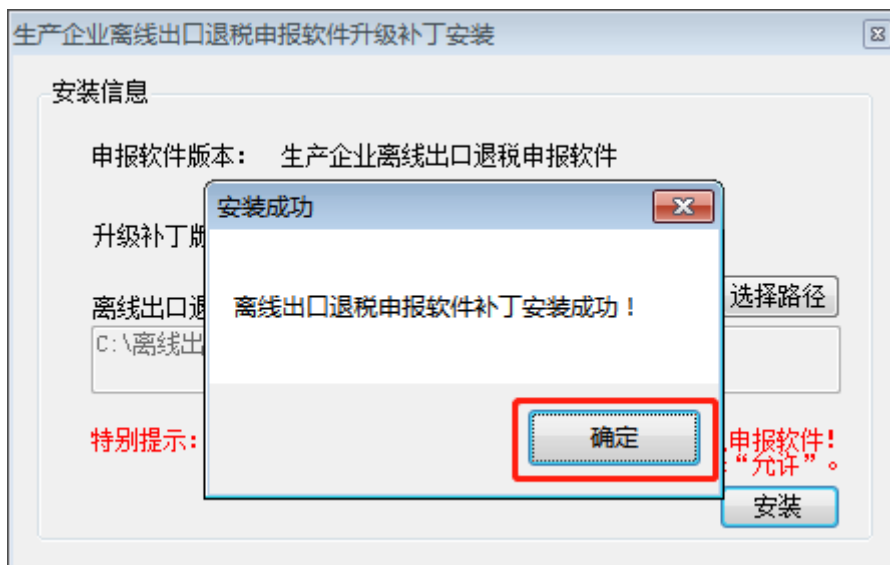 生产企业离线出口退税申报软件升级补丁安装
安装信息
申报软件版本： 生产企业离线出口退税申报软件
安装成功
升级补丁版
离线出口退税申报软件补丁安装成功！
离线出口退
选择路径
C:\离线出
确定
特别提示：
申报软件！
“允许”。
安装